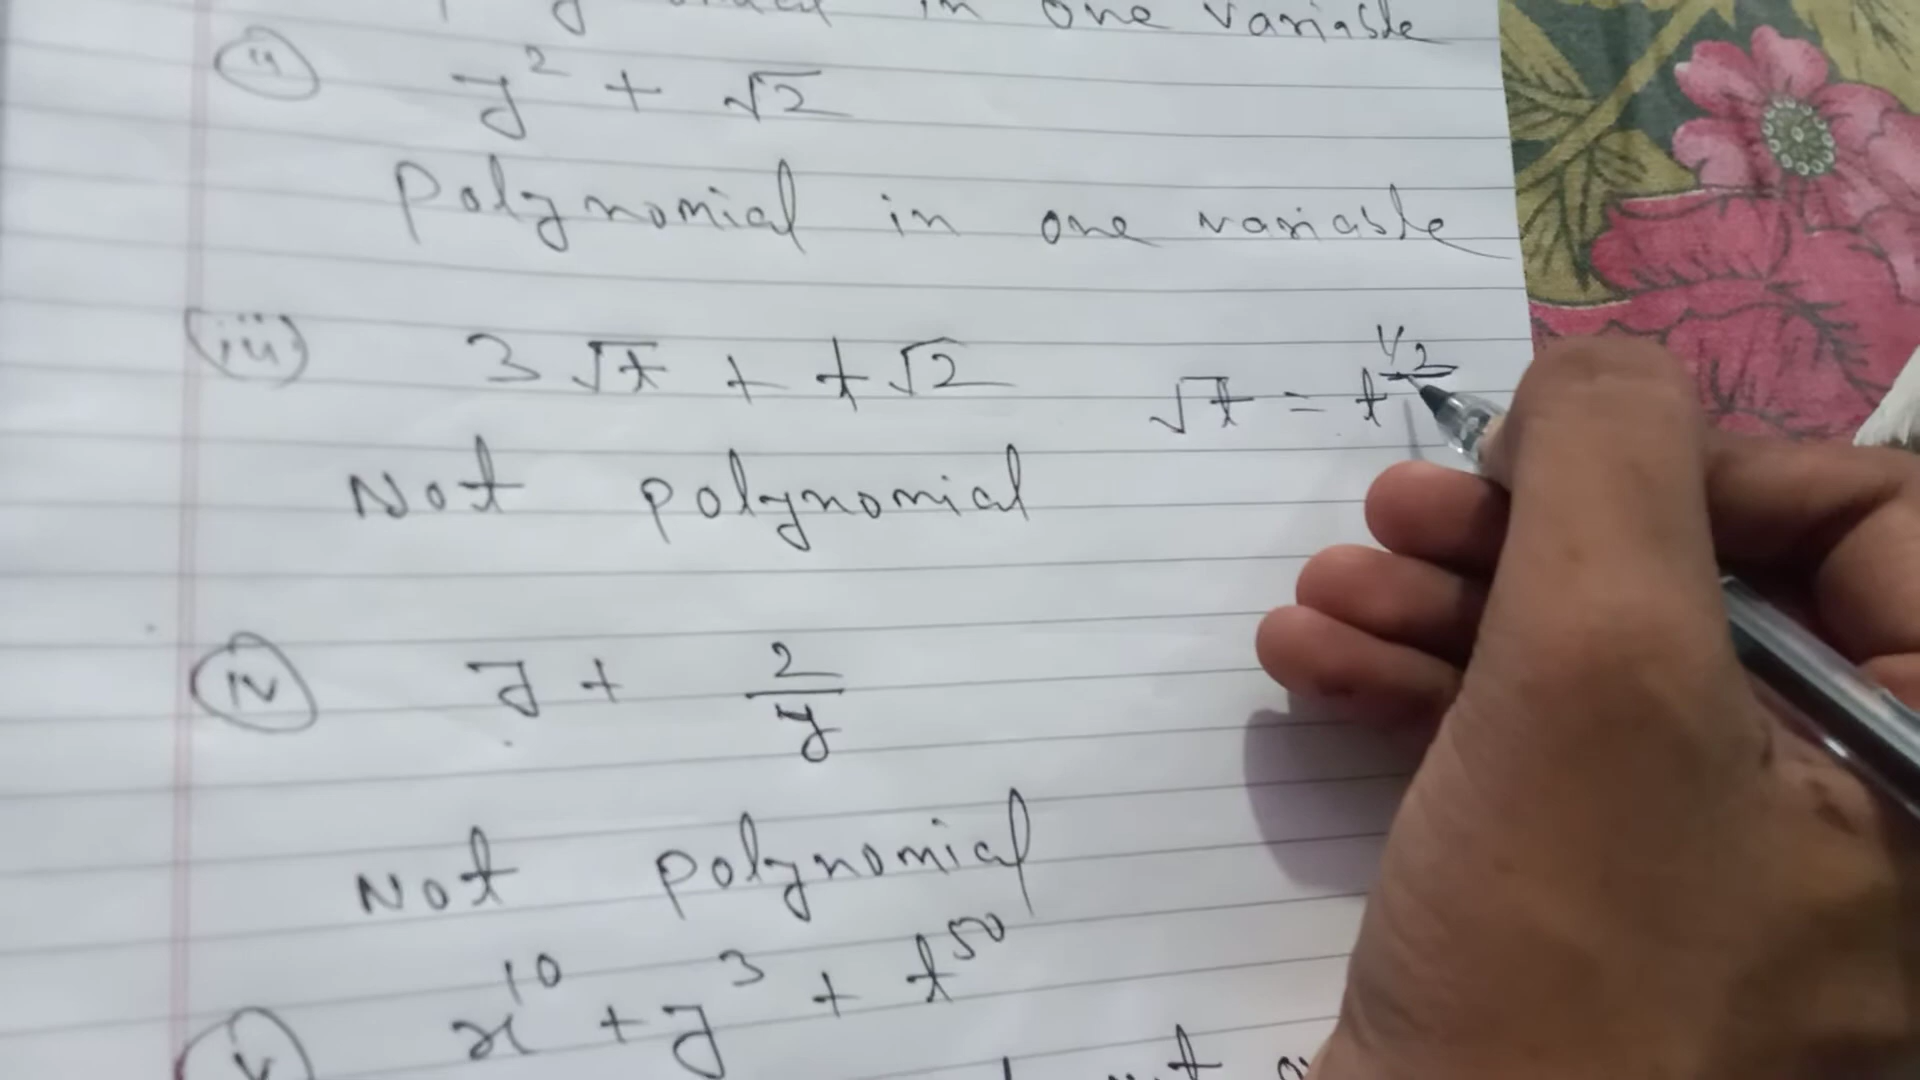 in one variable
(ii) y² + √2
Polynomial in one variable
(iii) 3√t + t√2 √t = t^1/2
Not polynomial
(iv) y + 2/y
Not polynomial
(v) x¹⁰ + y³ + t⁵⁰